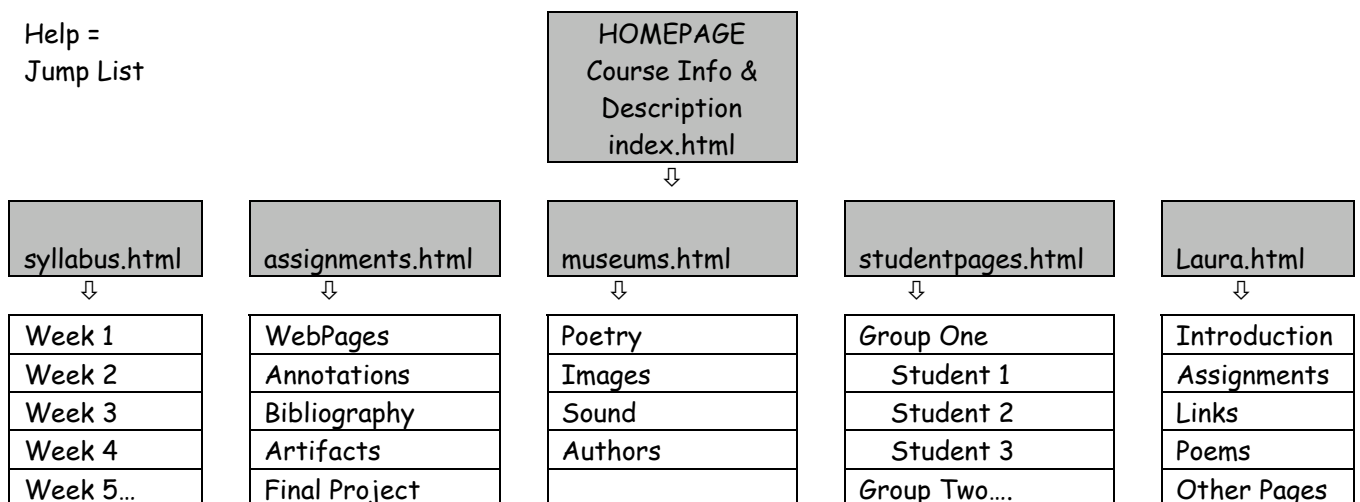 Help =
Jump List
HOMEPAGE
Course Info &
Description
index.html
⇩
syllabus.html
⇩
Week 1
Week 2
Week 3
Week 4
Week 5…
assignments.html
⇩
WebPages
Annotations
Bibliography
Artifacts
Final Project
museums.html
⇩
Poetry
Images
Sound
Authors
studentpages.html
⇩
Group One
Student 1
Student 2
Student 3
Group Two….
Laura.html
⇩
Introduction
Assignments
Links
Poems
Other Pages